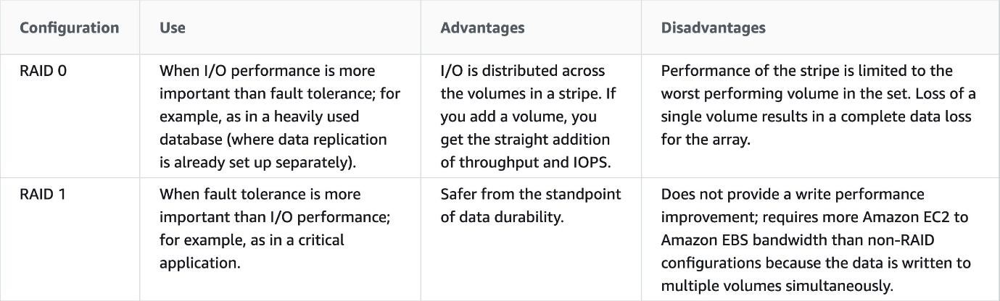 Configuration
Use
Advantages
Disadvantages
RAID 0
When I/O performance is more
important than fault tolerance; for
example, as in a heavily used
database (where data replication
is already set up separately).
I/O is distributed across
the volumes in a stripe. If
you add a volume, you
get the straight addition
of throughput and IOPS.
Performance of the stripe is limited to the
worst performing volume in the set. Loss of a
single volume results in a complete data loss
for the array.
RAID 1
When fault tolerance is more
important than I/O performance;
for example, as in a critical
application.
Safer from the standpoint
of data durability.
Does not provide a write performance
improvement; requires more Amazon EC2 to
Amazon EBS bandwidth than non-RAID
configurations because the data is written to
multiple volumes simultaneously.